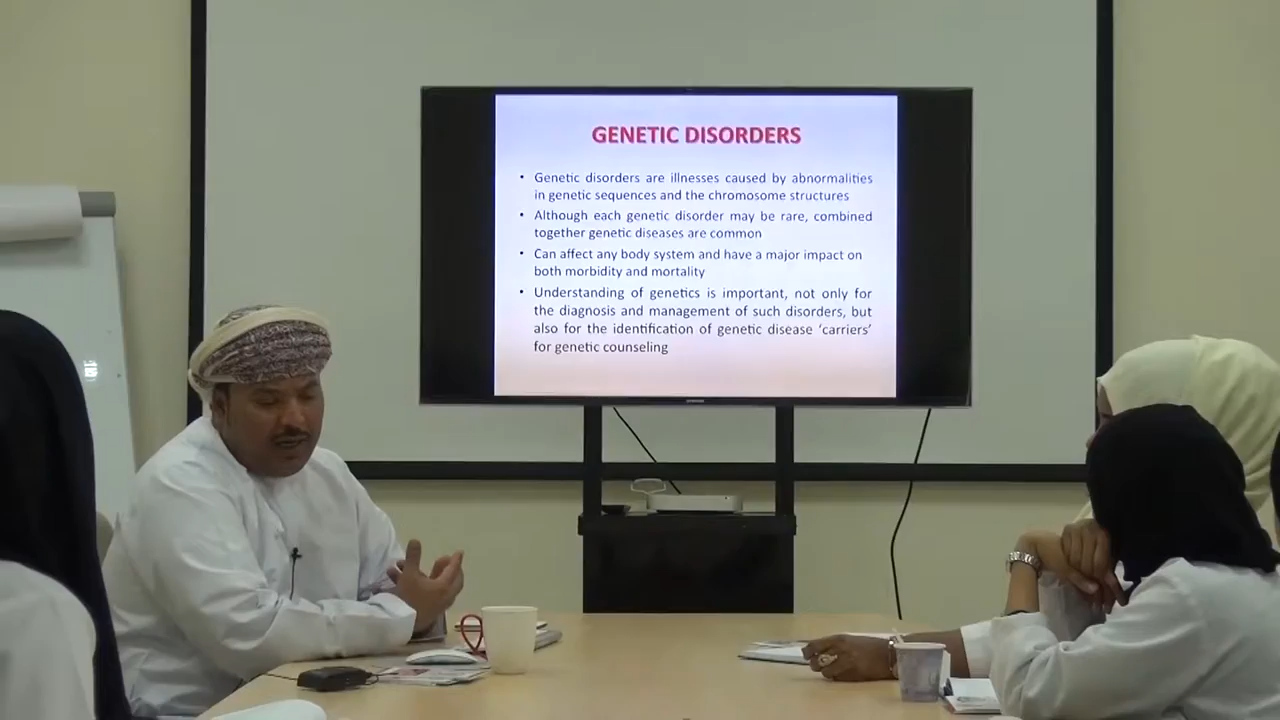 GENETIC DISORDERS
• Genetic disorders are illnesses caused by abnormalities
in genetic sequences and the chromosome structures
• Although each genetic disorder may be rare, combined
together genetic diseases are common
• Can affect any body system and have a major impact on
both morbidity and mortality
• Understanding of genetics is important, not only for
the diagnosis and management of such disorders, but
also for the identification of genetic disease ‘carriers’
for genetic counseling